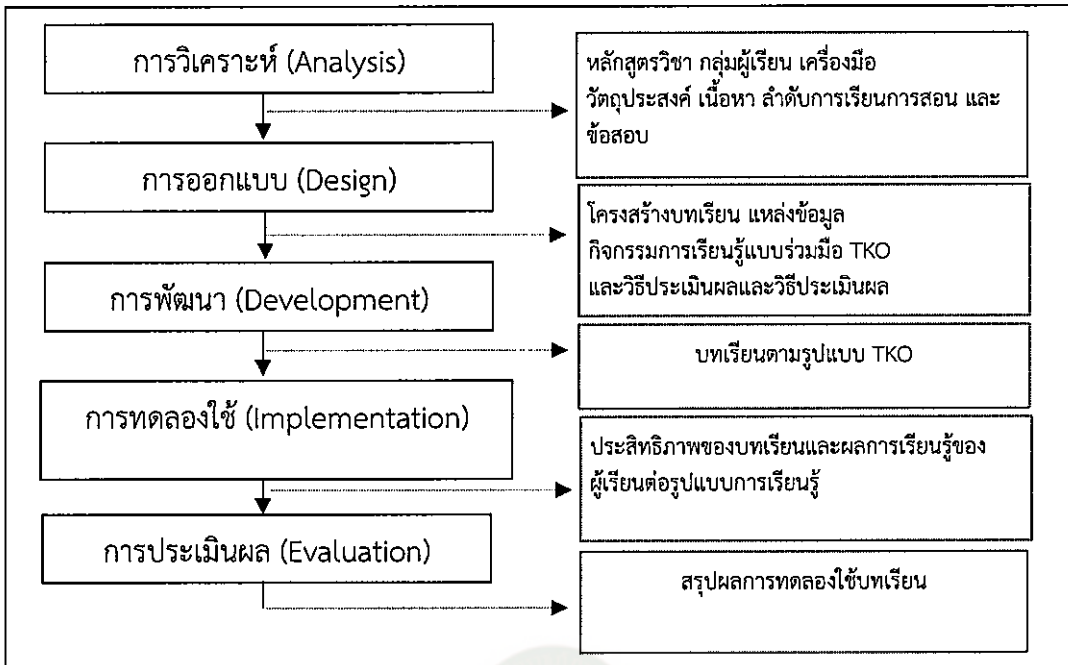 การวิเคราะห์ (Analysis)
หลักสูตรวิชา กลุ่มผู้เรียน เครื่องมือ
วัตถุประสงค์ เนื้อหา ลำดับการเรียนการสอน และ
ข้อสอบ
การออกแบบ (Design)
โครงสร้างบทเรียน แหล่งข้อมูล
กิจกรรมการเรียนรู้แบบร่วมมือ TKO
และวิธีประเมินผลและวิธีประเมินผล
การพัฒนา (Development)
บทเรียนตามรูปแบบ TKO
การทดลองใช้ (Implementation)
ประสิทธิภาพของบทเรียนและผลการเรียนรู้ของ
ผู้เรียนต่อรูปแบบการเรียนรู้
การประเมินผล (Evaluation)
สรุปผลการทดลองใช้บทเรียน